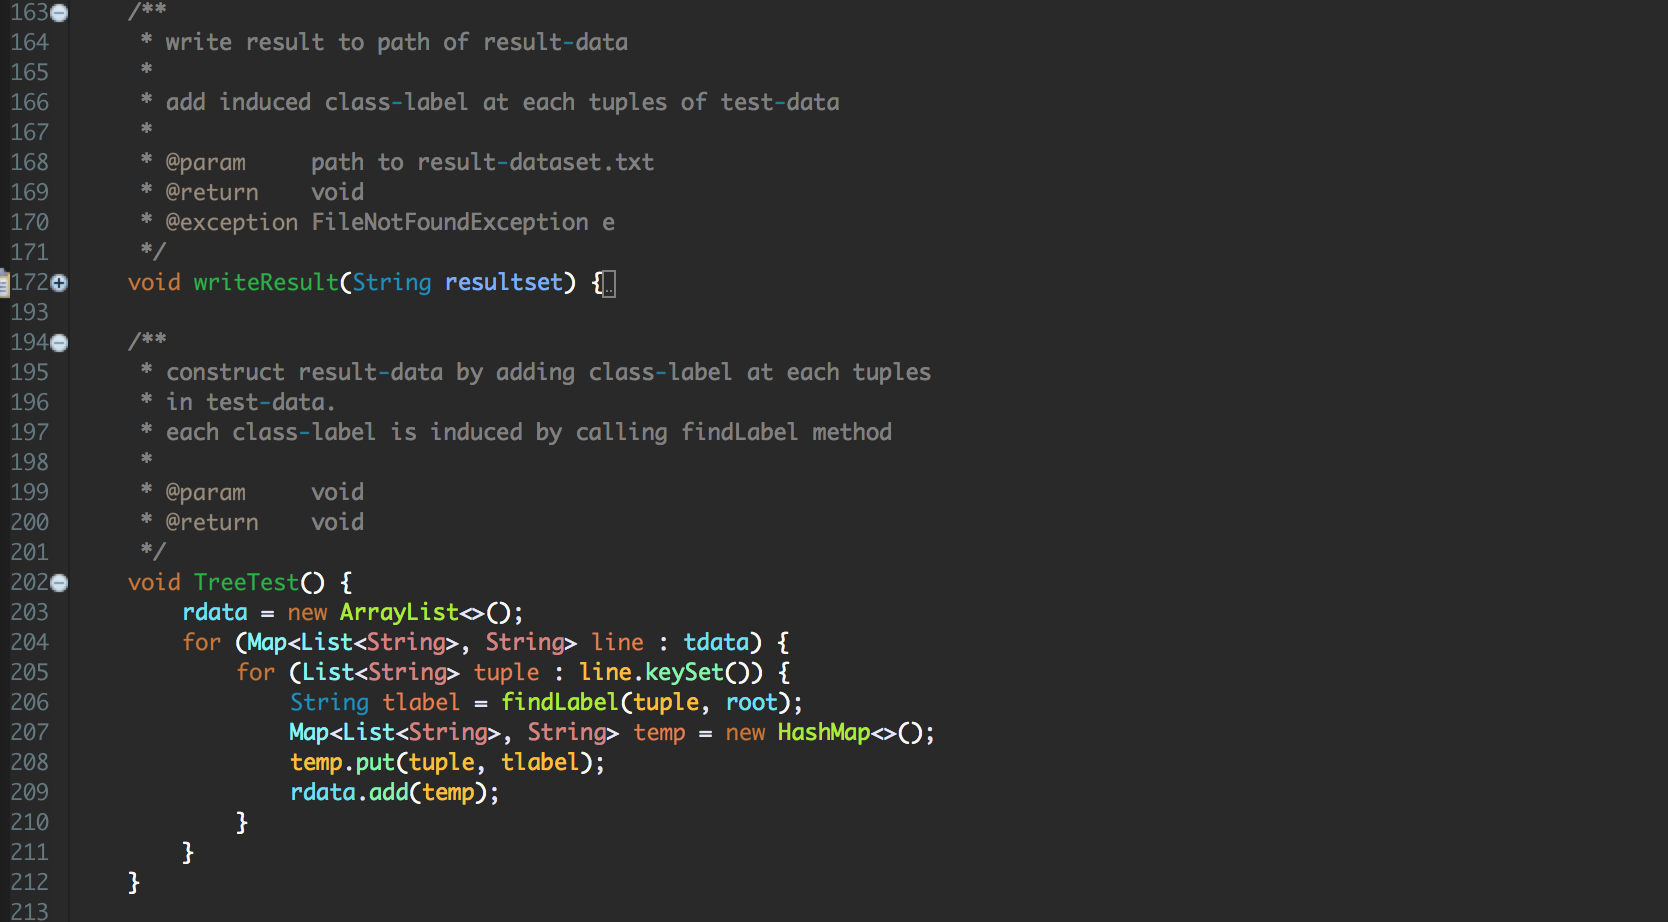 163 /**
164 * write result to path of result-data
165 *
166 * add induced class-label at each tuples of test-data
167 *
168 * @param path to result-dataset.txt
169 * @return void
170 * @exception FileNotFoundException e
171 */
172 void writeResult(String resultset) {..
193
194 /**
195 * construct result-data by adding class-label at each tuples
196 * in test-data.
197 * each class-label is induced by calling findLabel method
198 *
199 * @param void
200 * @return void
201 */
202 void TreeTest() {
203 rdata = new ArrayList<>();
204 for (Map<List<String>, String> line : tdata) {
205 for (List<String> tuple : line.keySet()) {
206 String tlabel = findLabel(tuple, root);
207 Map<List<String>, String> temp = new HashMap<>();
208 temp.put(tuple, tlabel);
209 rdata.add(temp);
210 }
211 }
212 }
213